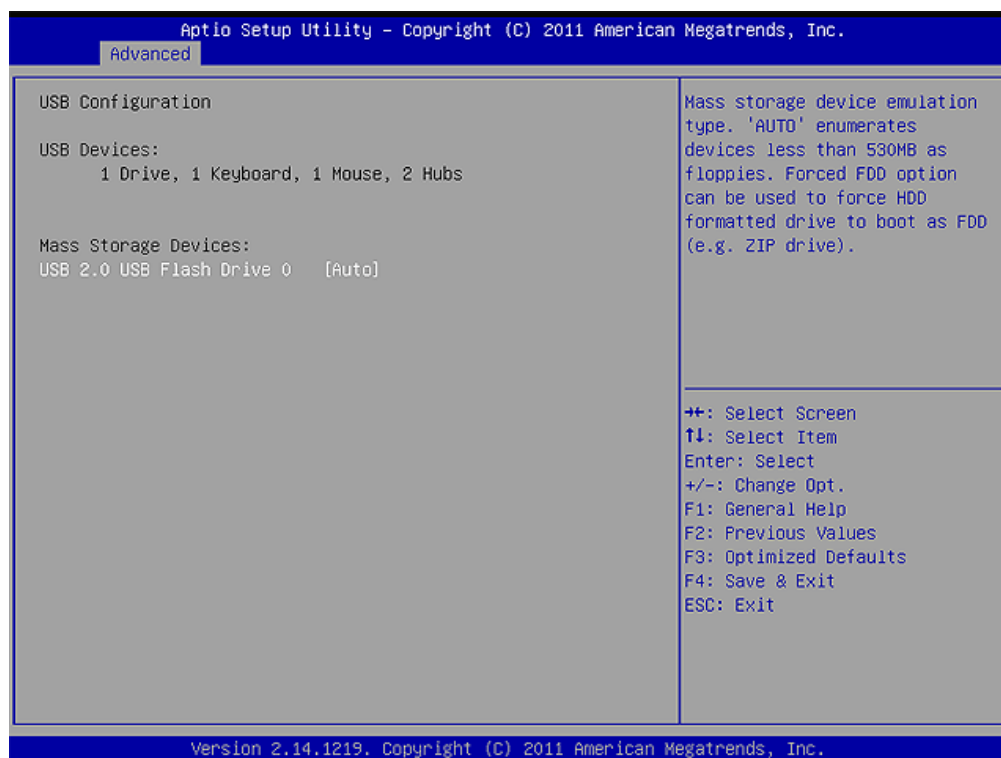 Aptio Setup Utility – Copyright (C) 2011 American Megatrends, Inc.
Advanced
USB Configuration
USB Devices:
1 Drive, 1 Keyboard, 1 Mouse, 2 Hubs
Mass Storage Devices:
USB 2.0 USB Flash Drive 0 [Auto]
Mass storage device emulation
type. 'AUTO' enumerates
devices less than 530MB as
floppies. Forced FDD option
can be used to force HDD
formatted drive to boot as FDD
(e.g. ZIP drive).
→←: Select Screen
↑↓: Select Item
Enter: Select
+/-: Change Opt.
F1: General Help
F2: Previous Values
F3: Optimized Defaults
F4: Save & Exit
ESC: Exit
Version 2.14.1219. Copyright (C) 2011 American Megatrends, Inc.